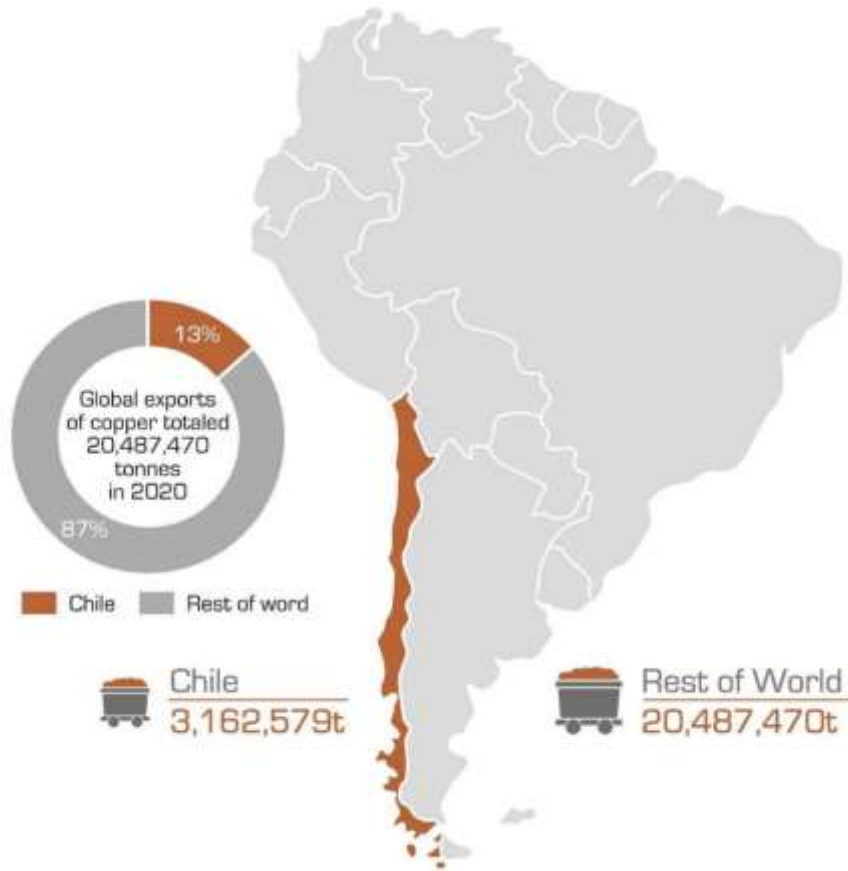 13%
Global exports
of copper totaled
20,487,470
tonnes
in 2020
87%
Chile
Rest of word
Chile
3,162,579t
Rest of World
20,487,470t